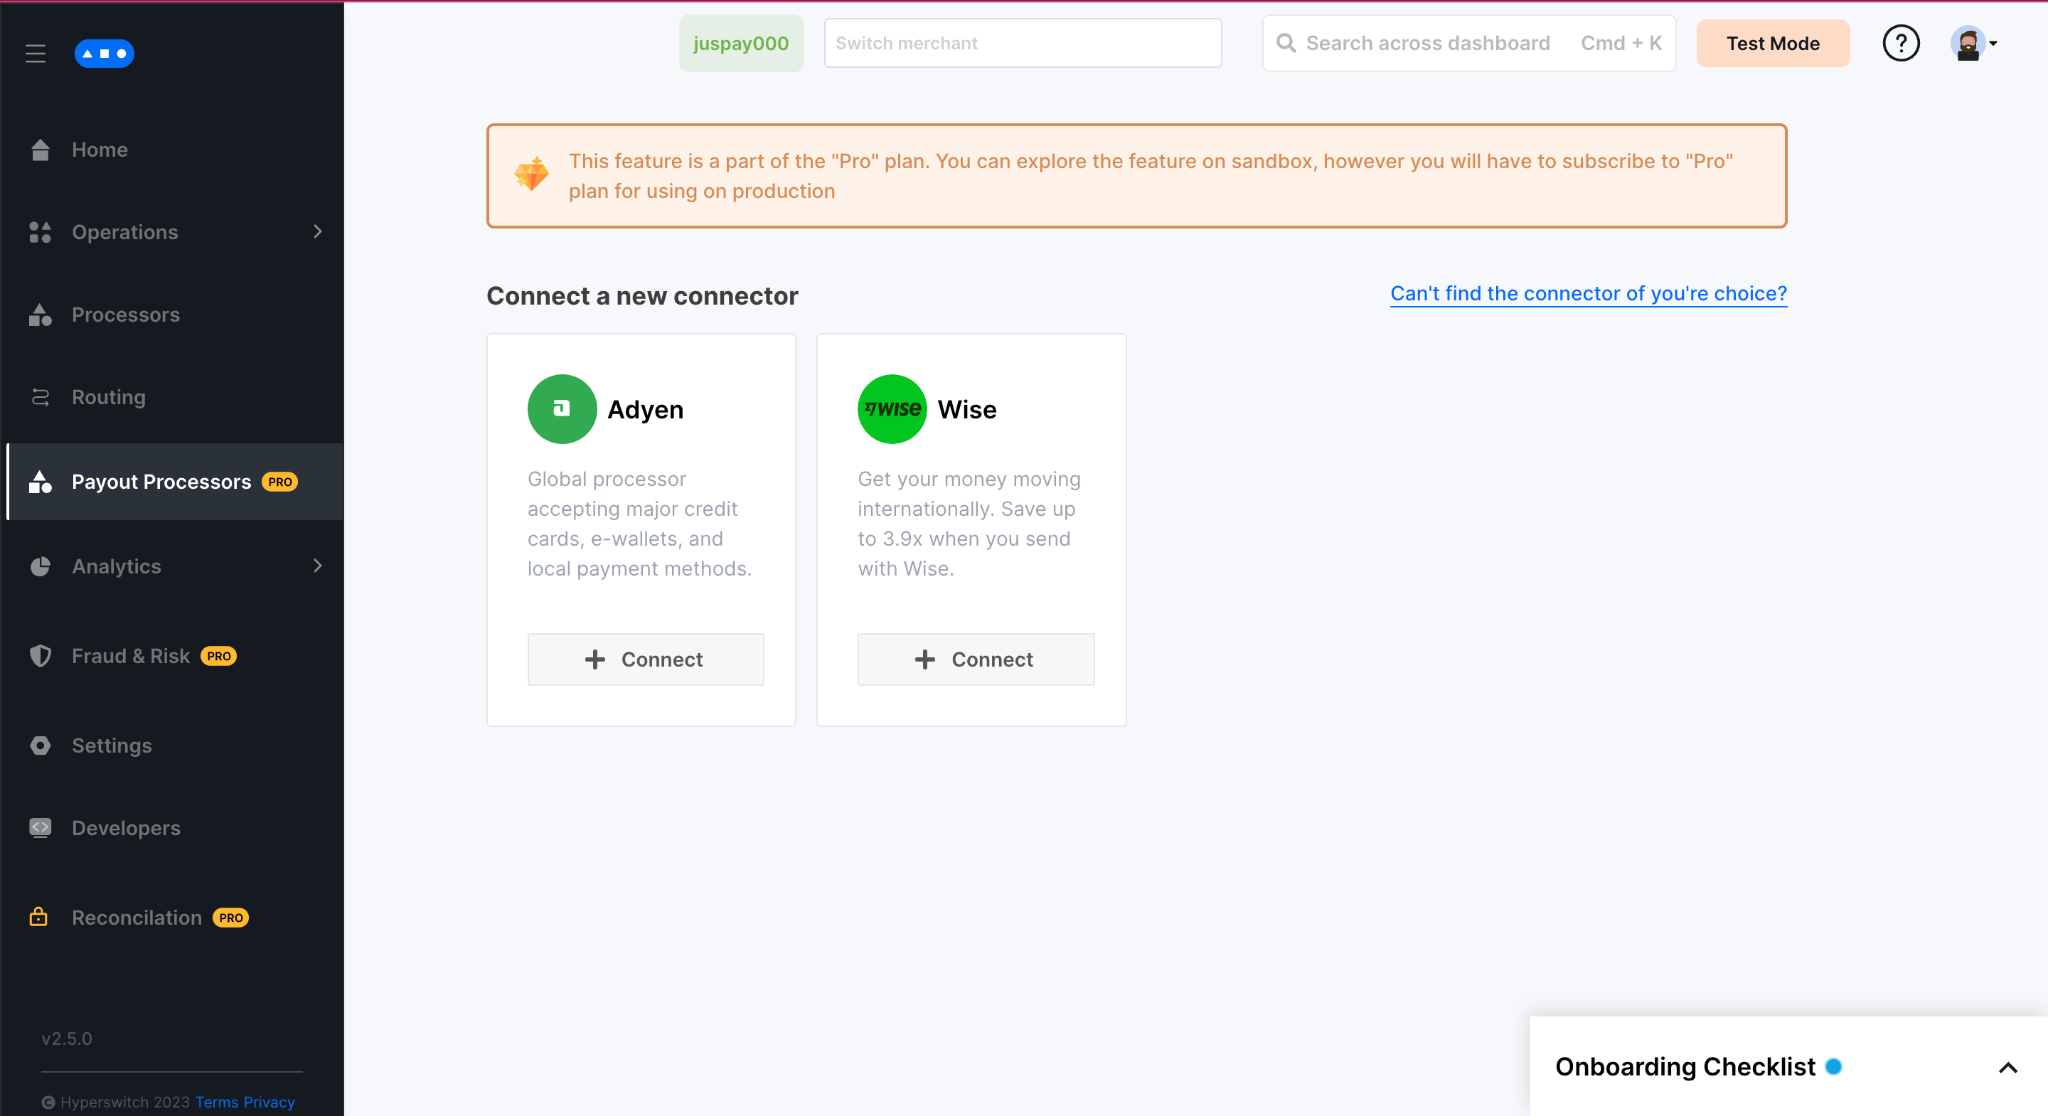 juspay000
Switch merchant
Search across dashboard Cmd + K
Test Mode
?
Home
Operations
Processors
Routing
Payout Processors PRO
Analytics
Fraud & Risk PRO
Settings
Developers
Reconcilation PRO
v2.5.0
© Hyperswitch 2023 Terms Privacy
This feature is a part of the "Pro" plan. You can explore the feature on sandbox, however you will have to subscribe to "Pro"
plan for using on production
Connect a new connector
Can't find the connector of you're choice?
Adyen
Global processor
accepting major credit
cards, e-wallets, and
local payment methods.
+ Connect
WISE
Wise
Get your money moving
internationally. Save up
to 3.9x when you send
with Wise.
+ Connect
Onboarding Checklist